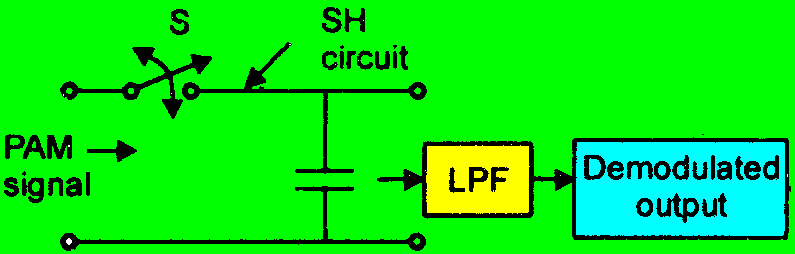 S
SH
circuit
PAM
signal
LPF
Demodulated
output